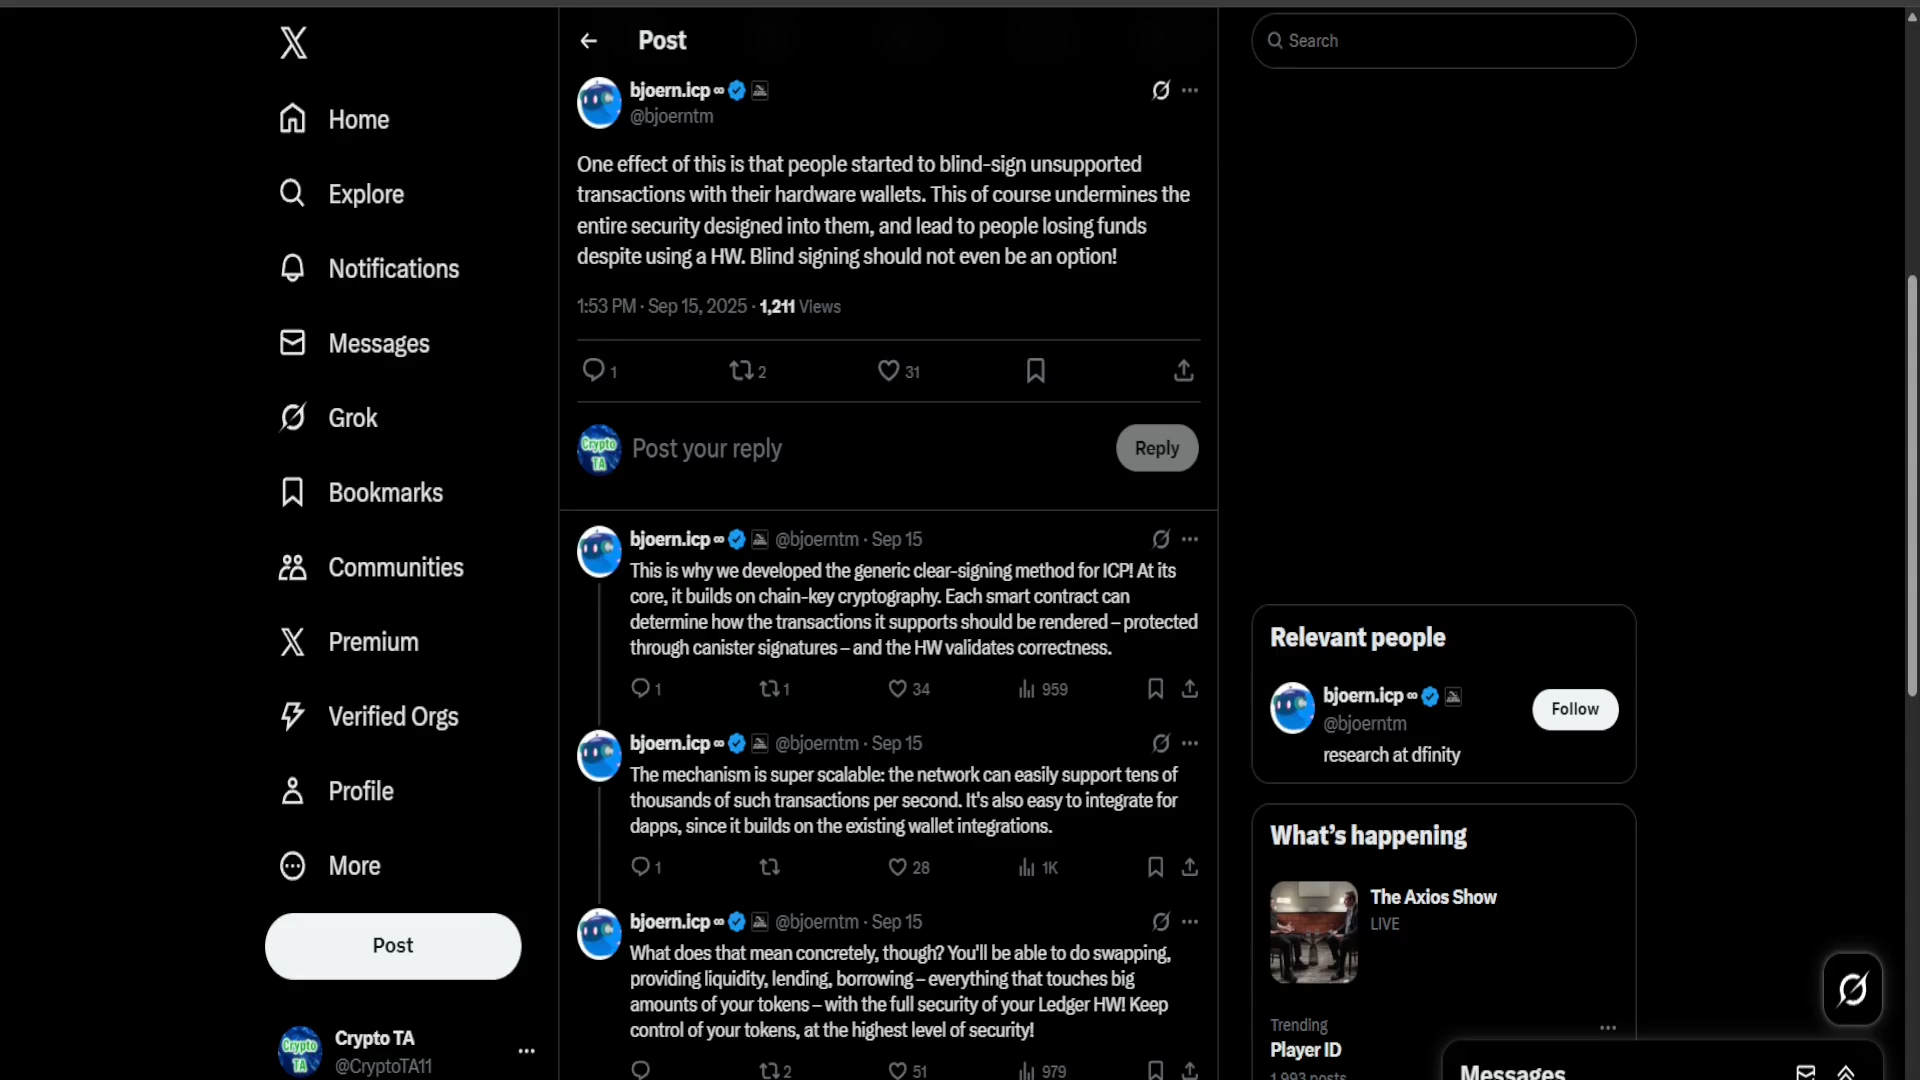 Home
Explore
Notifications
Messages
Grok
Bookmarks
Communities
Premium
Verified Orgs
Profile
More
Post
Crypto TA
@CryptoTA11
Post
bjoern.icp ∞
@bjoerntm
One effect of this is that people started to blind-sign unsupported
transactions with their hardware wallets. This of course undermines the
entire security designed into them, and lead to people losing funds
despite using a HW. Blind signing should not even be an option!
1:53 PM · Sep 15, 2025 · 1,211 Views
1 2 31
Crypto TA
Post your reply
Reply
bjoern.icp ∞ @bjoerntm · Sep 15
This is why we developed the generic clear-signing method for ICP! At its
core, it builds on chain-key cryptography. Each smart contract can
determine how the transactions it supports should be rendered – protected
through canister signatures – and the HW validates correctness.
1 1 34 959
bjoern.icp ∞ @bjoerntm · Sep 15
The mechanism is super scalable: the network can easily support tens of
thousands of such transactions per second. It's also easy to integrate for
dapps, since it builds on the existing wallet integrations.
1 28 1K
bjoern.icp ∞ @bjoerntm · Sep 15
What does that mean concretely, though? You'll be able to do swapping,
providing liquidity, lending, borrowing – everything that touches big
amounts of your tokens – with the full security of your Ledger HW! Keep
control of your tokens, at the highest level of security!
2 51 979
Search
Relevant people
bjoern.icp ∞
@bjoerntm
Follow
research at dfinity
What's happening
The Axios Show
LIVE
Trending
Player ID
1,993 posts
Messages